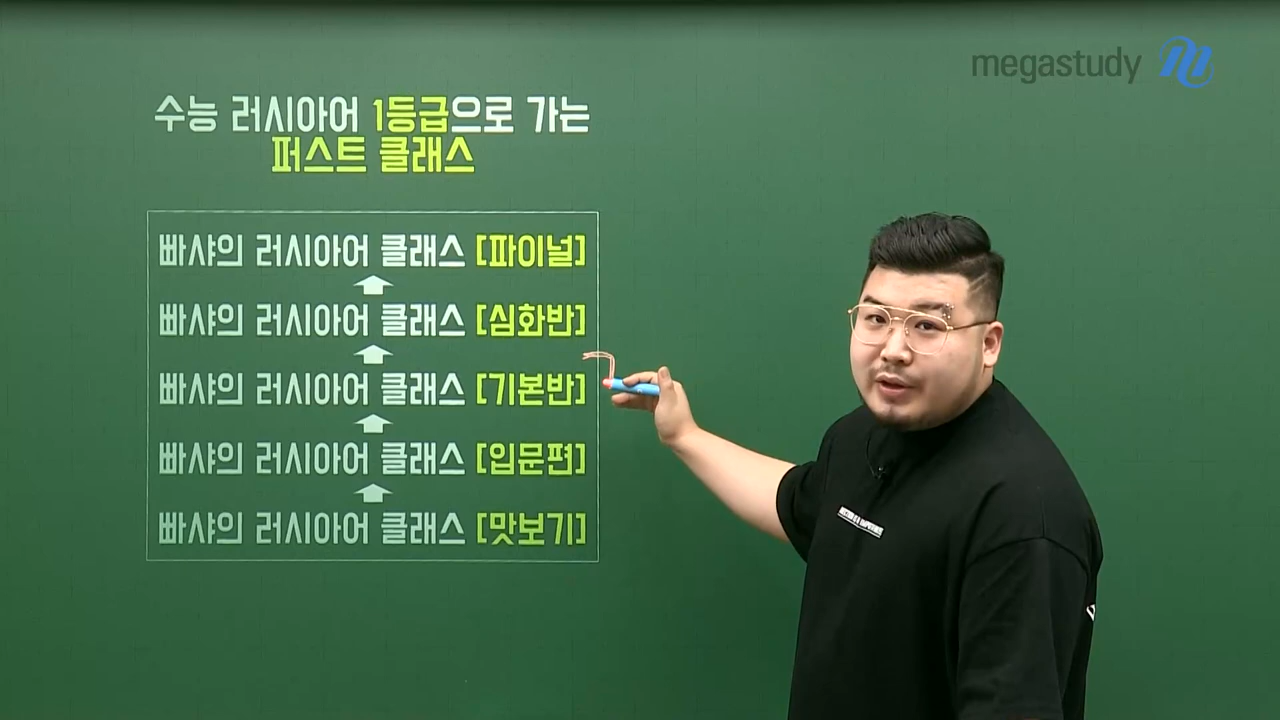 megastudy
수능 러시아어 1등급으로 가는
퍼스트 클래스
빠샤의 러시아어 클래스 [파이널]
빠샤의 러시아어 클래스 [심화반]
빠샤의 러시아어 클래스 [기본반]
빠샤의 러시아어 클래스 [입문편]
빠샤의 러시아어 클래스 [맛보기]